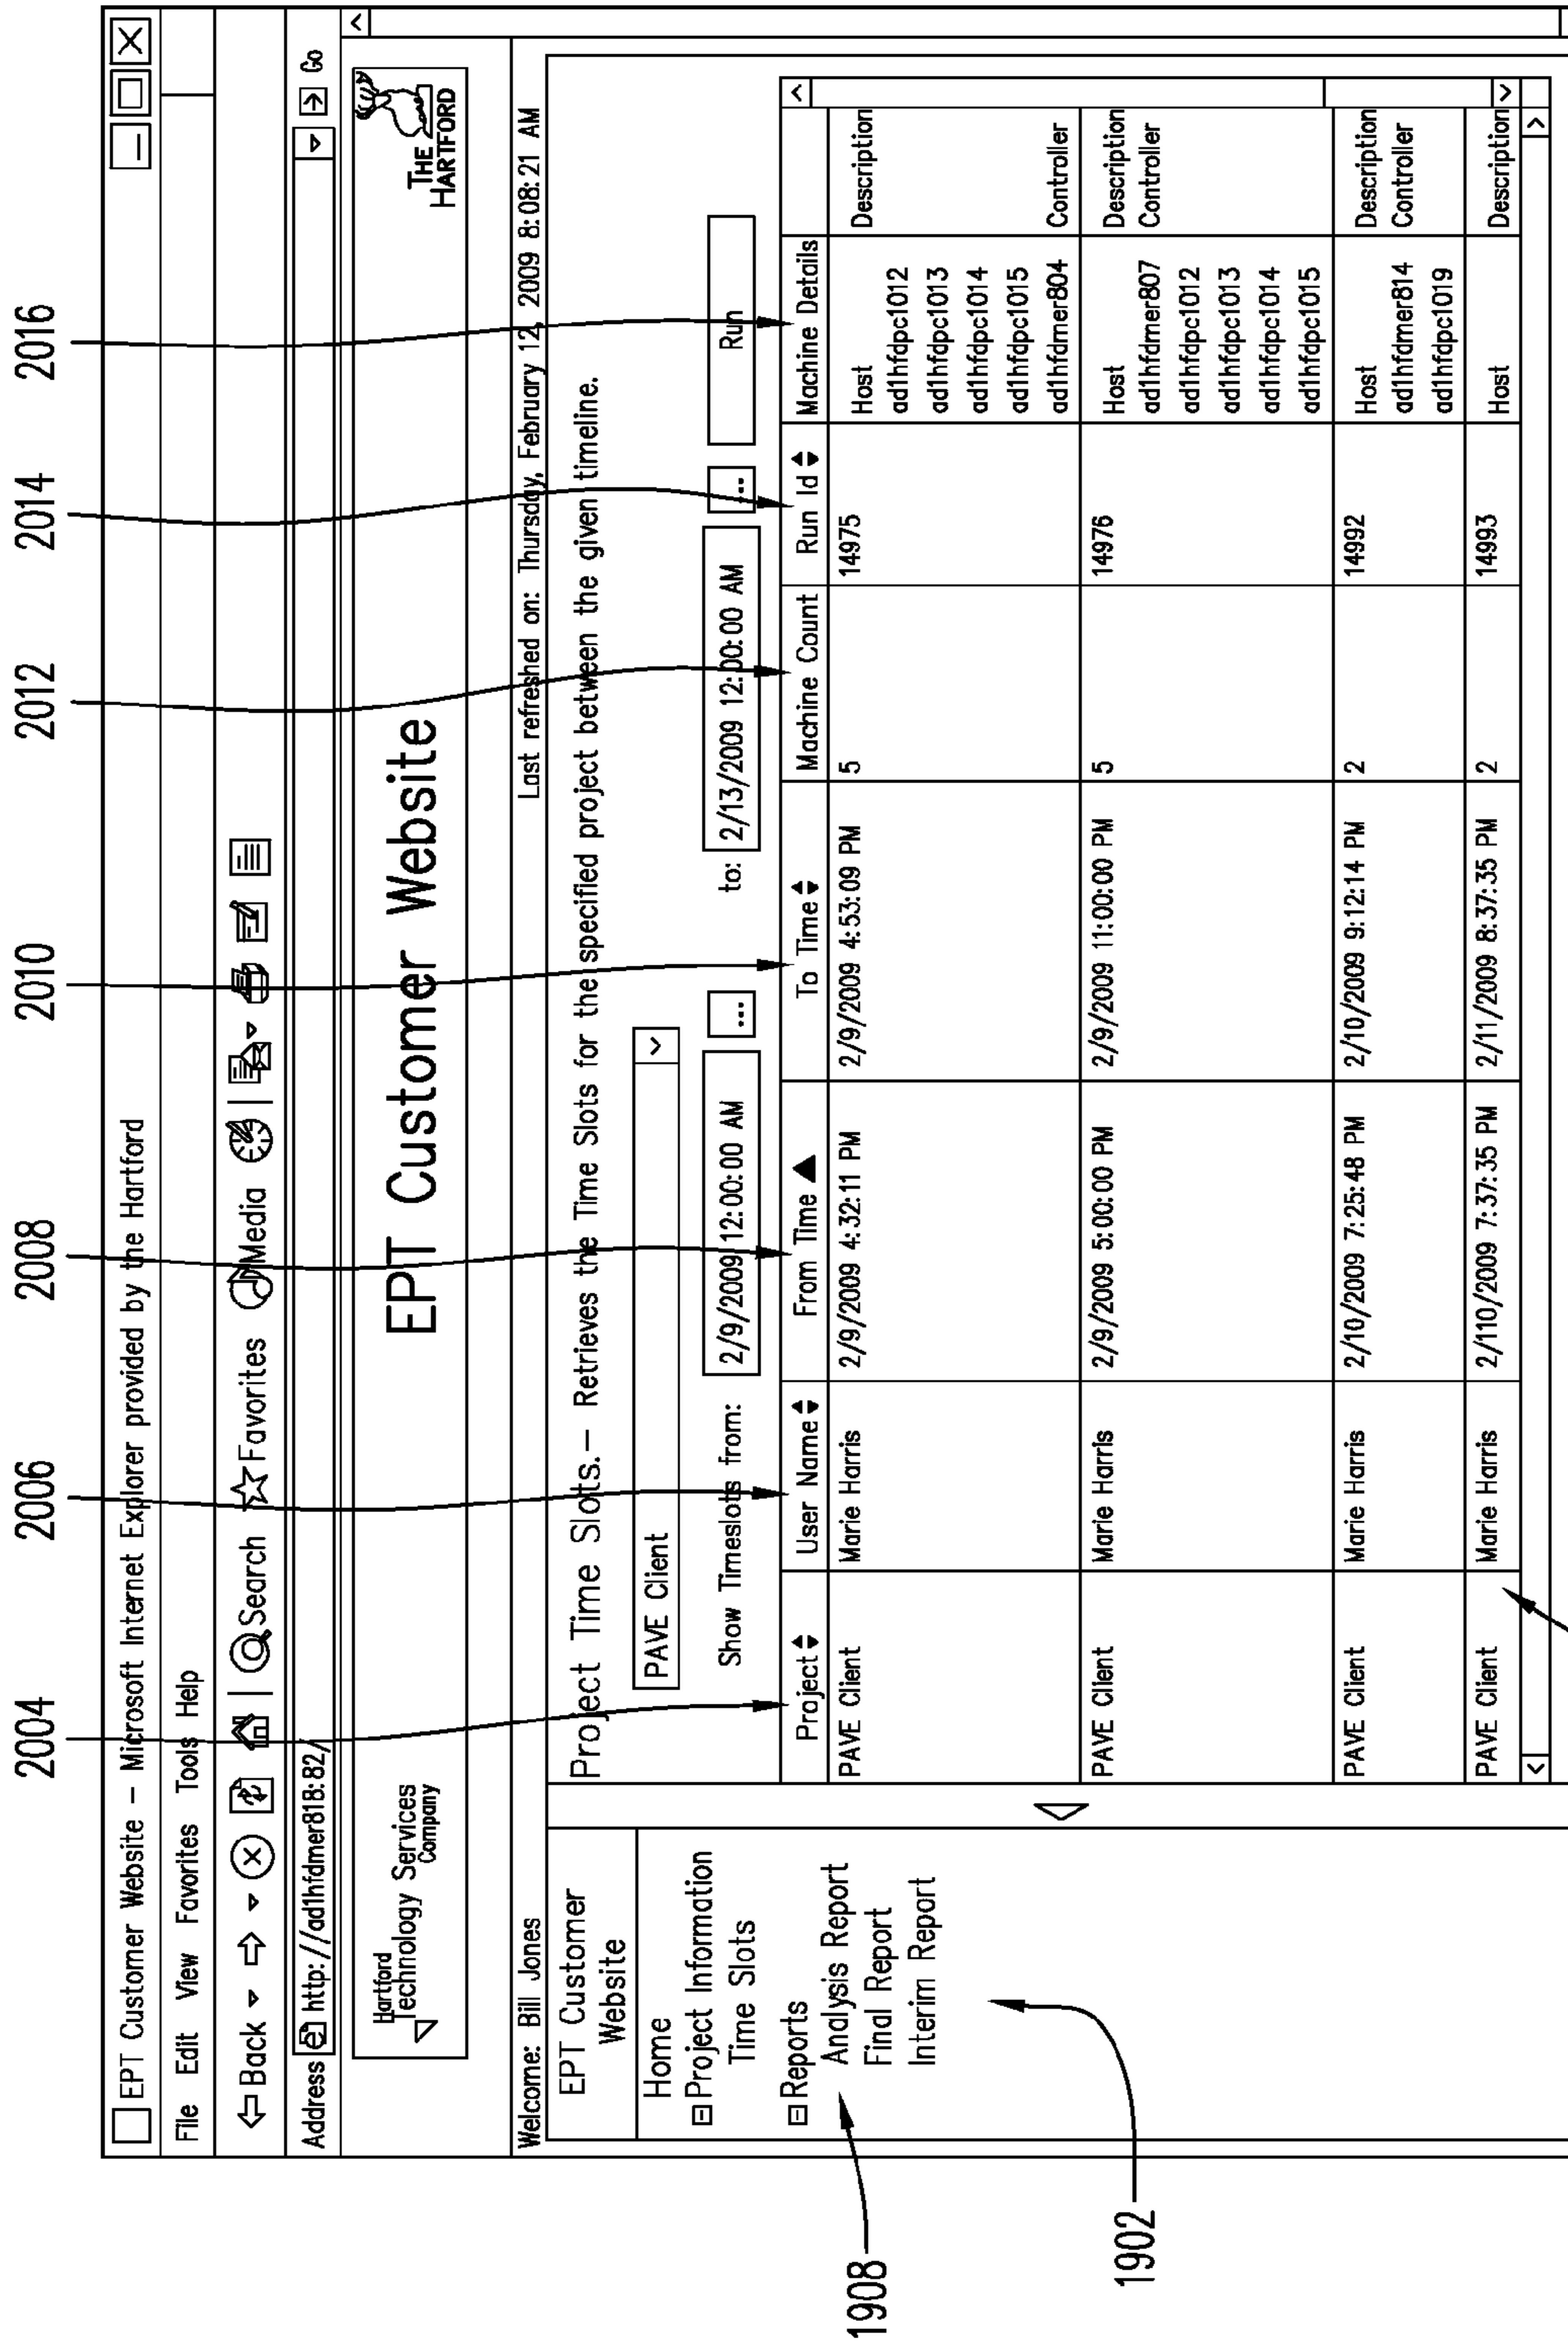 2004 2006 2008 2010 2012 2014 2016
EPT Customer Website – Microsoft Internet Explorer provided by the Hartford
File Edit View Favorites Tools Help
Back Search Favorites Media
Address http://ad1hfdmer818:82/ Go
Hartford
Technology Services
Company
EPT Customer Website
THE
HARTFORD
Welcome: Bill Jones Last refreshed on: Thursday, February 12, 2009 8:08:21 AM
EPT Customer
Website
Home
Project Information
Time Slots
Reports
Analysis Report
Final Report
Interim Report
1908
1902
Project Time Slots.– Retrieves the Time Slots for the specified project between the given timeline.
PAVE Client
Show Timeslots from: 2/9/2009 12:00:00 AM ... to: 2/13/2009 12:00:00 AM ... Run
Project User Name From Time To Time Machine Count Run Id Machine Details
PAVE Client Marie Harris 2/9/2009 4:32:11 PM 2/9/2009 4:53:09 PM 5 14975 Host Description
ad1hfdpc1012
ad1hfdpc1013
ad1hfdpc1014
ad1hfdpc1015
ad1hfdmer804 Controller
PAVE Client Marie Harris 2/9/2009 5:00:00 PM 2/9/2009 11:00:00 PM 5 14976 Host Description
ad1hfdmer807 Controller
ad1hfdpc1012
ad1hfdpc1013
ad1hfdpc1014
ad1hfdpc1015
PAVE Client Marie Harris 2/10/2009 7:25:48 PM 2/10/2009 9:12:14 PM 2 14992 Host Description
ad1hfdmer814 Controller
ad1hfdpc1019
PAVE Client Marie Harris 2/110/2009 7:37:35 PM 2/11/2009 8:37:35 PM 2 14993 Host Description